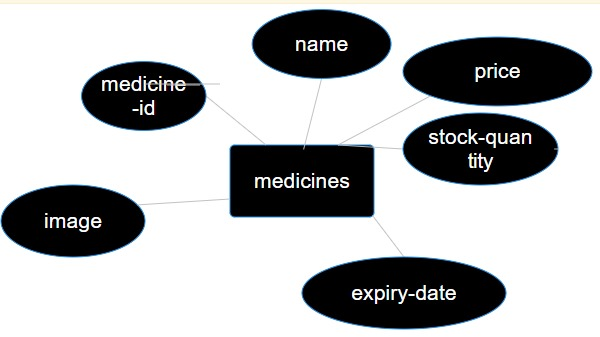 name
price
medicine
-id
stock-quan
tity
medicines
image
expiry-date